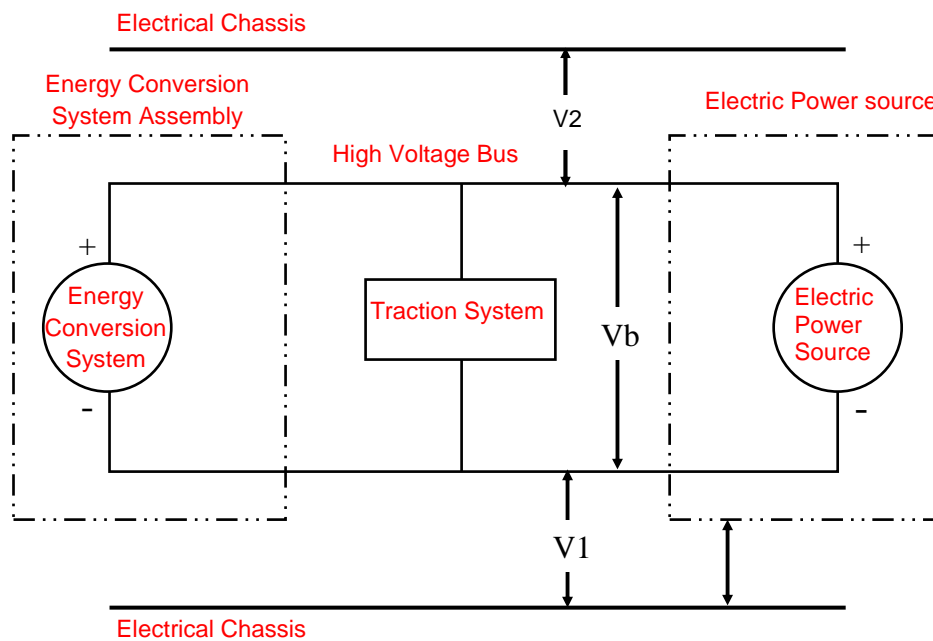 Electrical Chassis
Energy Conversion
System Assembly
V2
Electric Power source
High Voltage Bus
+
+
Energy
Conversion
System
Traction System
Vb
Electric
Power
Source
-
-
V1
Electrical Chassis